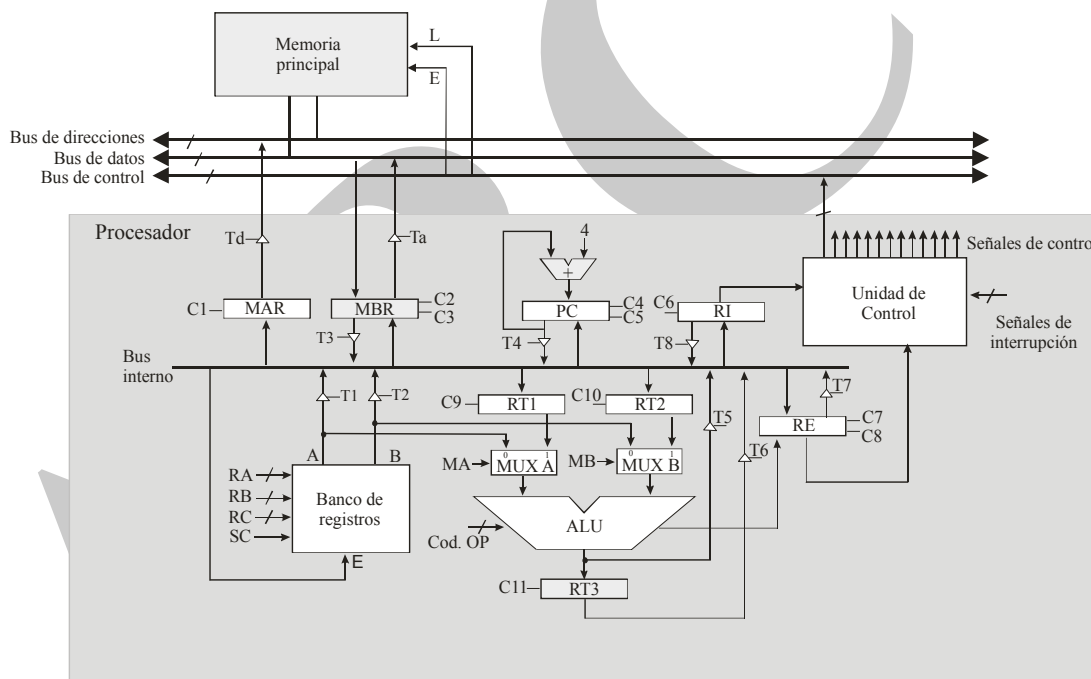 Memoria
principal
L
E
Bus de direcciones
Bus de datos
Bus de control
Procesador
Td
Ta
4
+
Señales de control
C1
MAR
MBR
C2
C3
PC
C4
C5
C6
RI
Unidad de
Control
T3
T4
T8
Señales de
interrupción
Bus
interno
T1
T2
C9
RT1
C10
RT2
T5
T7
RE
C7
C8
A
B
MA
0 1
MUX A
MB
0 1
MUX B
T6
RA
RB
RC
SC
Banco de
registros
E
Cod. OP
ALU
C11
RT3